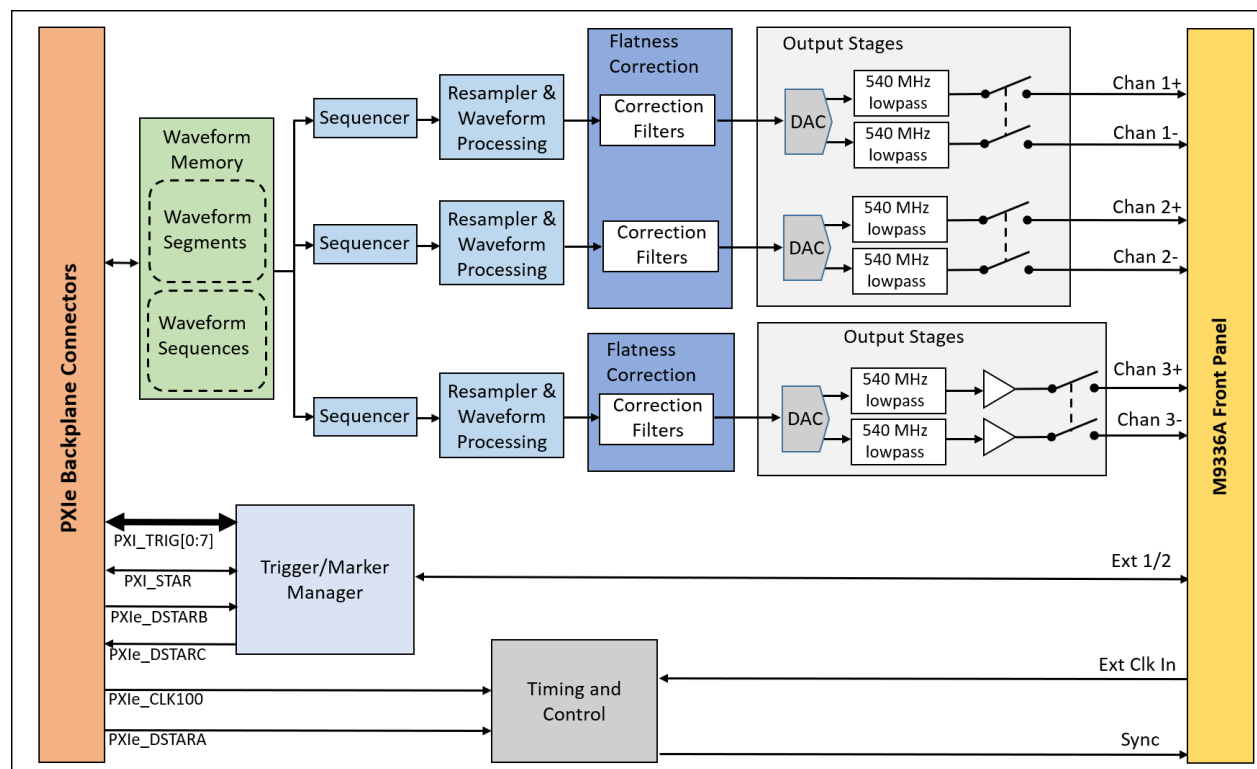 PXIe Backplane Connectors
Waveform
Memory
Waveform
Segments
Waveform
Sequences
Sequencer
Resampler &
Waveform
Processing
Flatness
Correction
Correction
Filters
Output Stages
DAC
540 MHz
lowpass
540 MHz
lowpass
Chan 1+
Chan 1-
Sequencer
Resampler &
Waveform
Processing
Correction
Filters
DAC
540 MHz
lowpass
540 MHz
lowpass
Chan 2+
Chan 2-
Sequencer
Resampler &
Waveform
Processing
Flatness
Correction
Correction
Filters
Output Stages
DAC
540 MHz
lowpass
540 MHz
lowpass
Chan 3+
Chan 3-
M9336A Front Panel
PXI_TRIG[0:7]
PXI_STAR
PXIe_DSTARB
PXIe_DSTARC
Trigger/Marker
Manager
Ext 1/2
PXIe_CLK100
PXIe_DSTARA
Timing and
Control
Ext Clk In
Sync